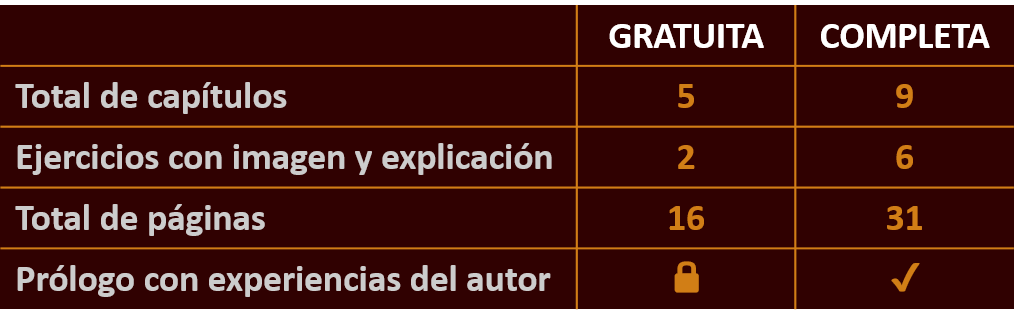 GRATUITA COMPLETA
Total de capítulos 5 9
Ejercicios con imagen y explicación 2 6
Total de páginas 16 31
Prólogo con experiencias del autor